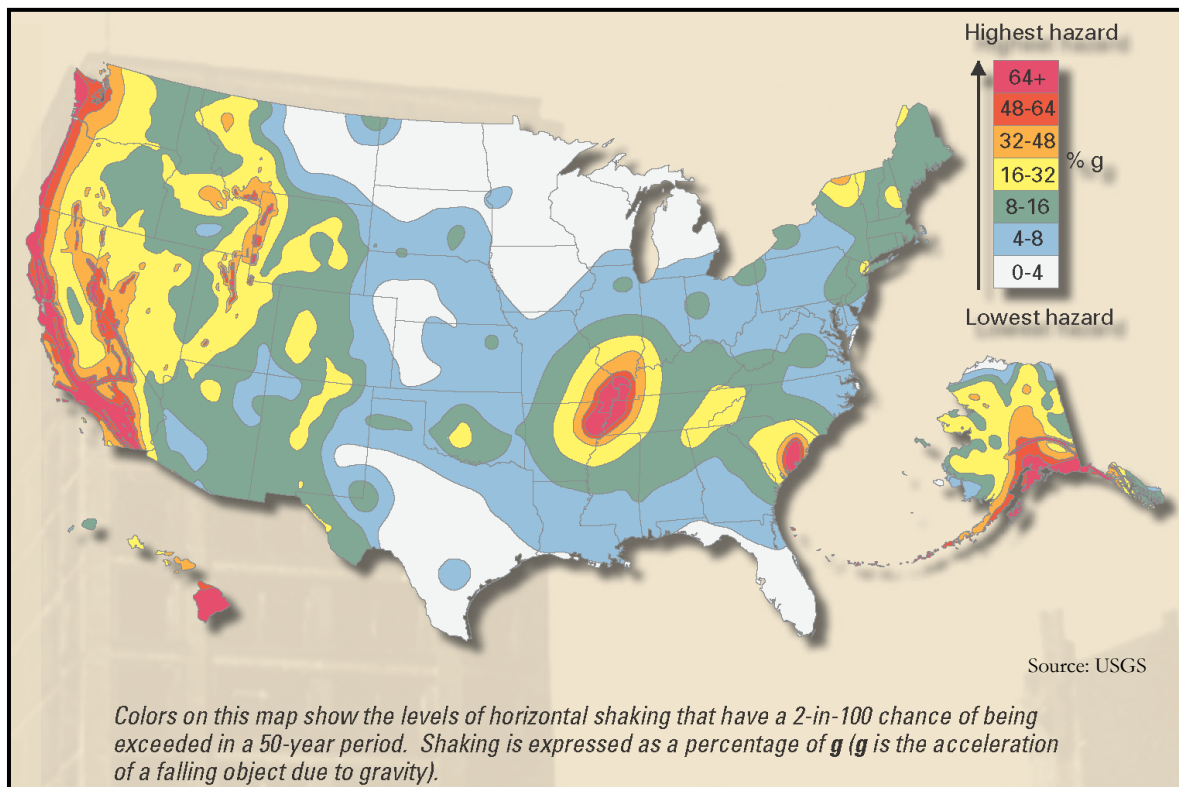 Highest hazard
64+
48-64
32-48
16-32
8-16
4-8
0-4
% g
Lowest hazard
Source: USGS
Colors on this map show the levels of horizontal shaking that have a 2-in-100 chance of being
exceeded in a 50-year period.  Shaking is expressed as a percentage of g (g is the acceleration
of a falling object due to gravity).